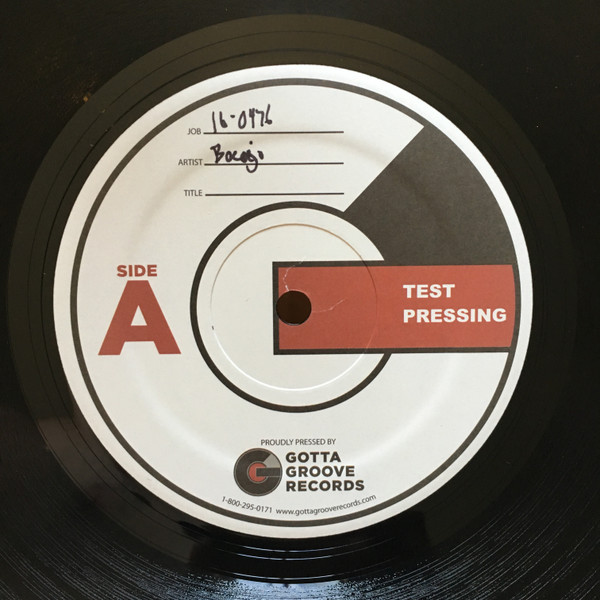 JOB 16-0476
ARTIST Bocajo
TITLE
SIDE
A
TEST
PRESSING
PROUDLY PRESSED BY
GOTTA
GROOVE
RECORDS
1-800-295-0171 www.gottagrooverecords.com